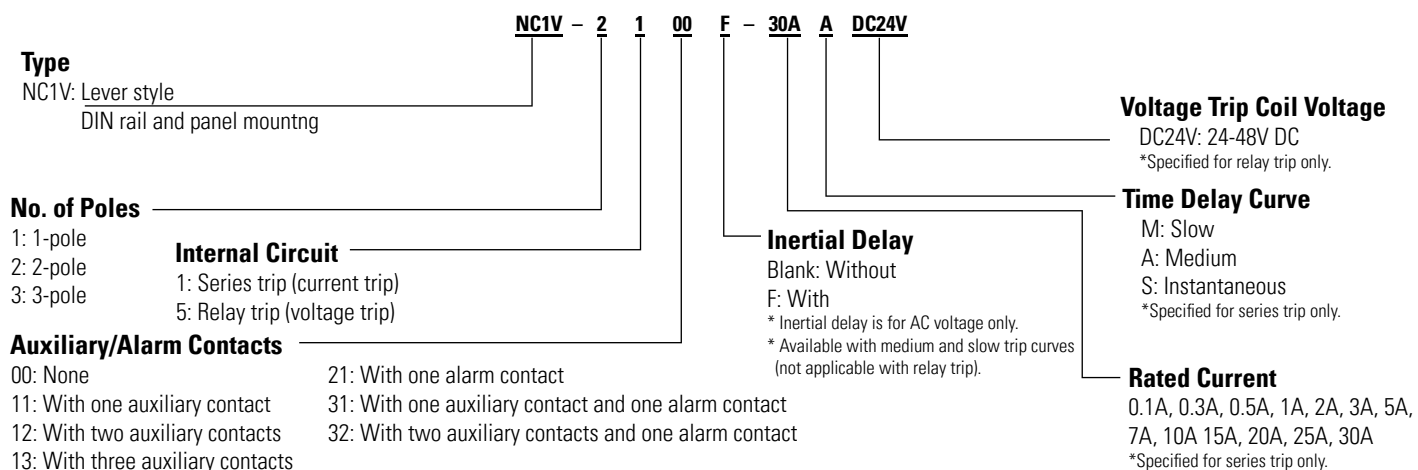 NC1V – 2 1 00 F – 30A A DC24V
Type
NC1V: Lever style
DIN rail and panel mountng
Voltage Trip Coil Voltage
DC24V: 24-48V DC
*Specified for relay trip only.
No. of Poles
1: 1-pole
2: 2-pole
3: 3-pole
Internal Circuit
1: Series trip (current trip)
5: Relay trip (voltage trip)
Inertial Delay
Blank: Without
F: With
* Inertial delay is for AC voltage only.
* Available with medium and slow trip curves
(not applicable with relay trip).
Time Delay Curve
M: Slow
A: Medium
S: Instantaneous
*Specified for series trip only.
Auxiliary/Alarm Contacts
00: None
11: With one auxiliary contact
12: With two auxiliary contacts
13: With three auxiliary contacts
21: With one alarm contact
31: With one auxiliary contact and one alarm contact
32: With two auxiliary contacts and one alarm contact
Rated Current
0.1A, 0.3A, 0.5A, 1A, 2A, 3A, 5A,
7A, 10A 15A, 20A, 25A, 30A
*Specified for series trip only.